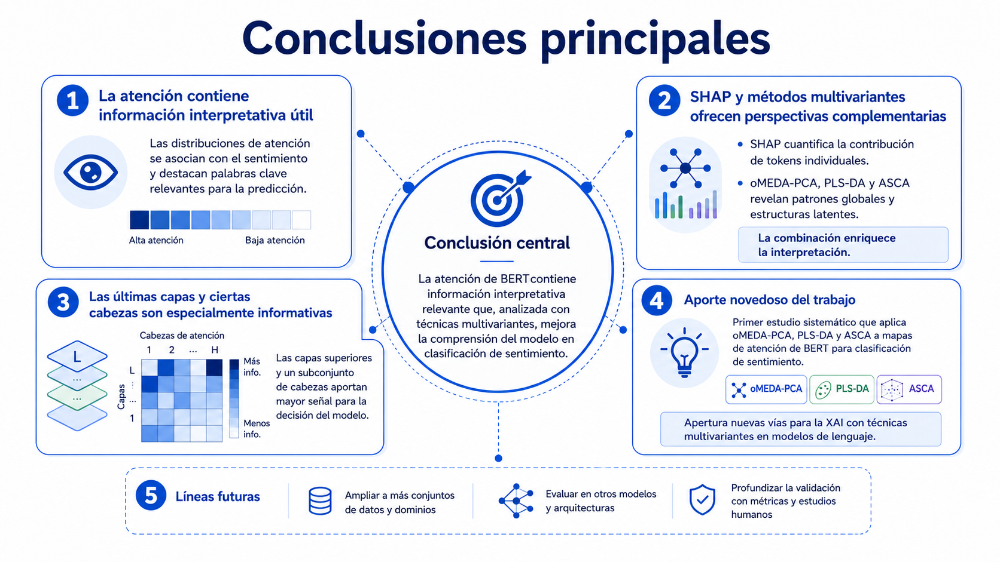 Conclusiones principales
1
La atención contiene
información interpretativa útil
Las distribuciones de atención
se asocian con el sentimiento
y destacan palabras clave
relevantes para la predicción.
Alta atención
Baja atención
2
SHAP y métodos multivariantes
ofrecen perspectivas complementarias
SHAP cuantifica la contribución
de tokens individuales.
oMEDA-PCA, PLS-DA y ASCA
revelan patrones globales y
estructuras latentes.
La combinación enriquece
la interpretación.
Conclusión central
La atención de BERT contiene
información interpretativa
relevante que, analizada con
técnicas multivariantes, mejora
la comprensión del modelo en
clasificación de sentimiento.
3
Las últimas capas y ciertas
cabezas son especialmente informativas
L
...
...
Cabezas de atención
1 2 ... H
Capas
L
⋮
...
1
Más
info.
Menos
info.
Las capas superiores
y un subconjunto
de cabezas aportan
mayor señal para la
decisión del modelo.
4
Aporte novedoso del trabajo
Primer estudio sistemático que aplica
oMEDA-PCA, PLS-DA y ASCA a mapas
de atención de BERT para clasificación
de sentimiento.
oMEDA-PCA
PLS-DA
ASCA
Apertura nuevas vías para la XAI con técnicas
multivariantes en modelos de lenguaje.
5
Líneas futuras
Ampliar a más conjuntos
de datos y dominios
Evaluar en otros modelos
y arquitecturas
Profundizar la validación
con métricas y estudios
humanos